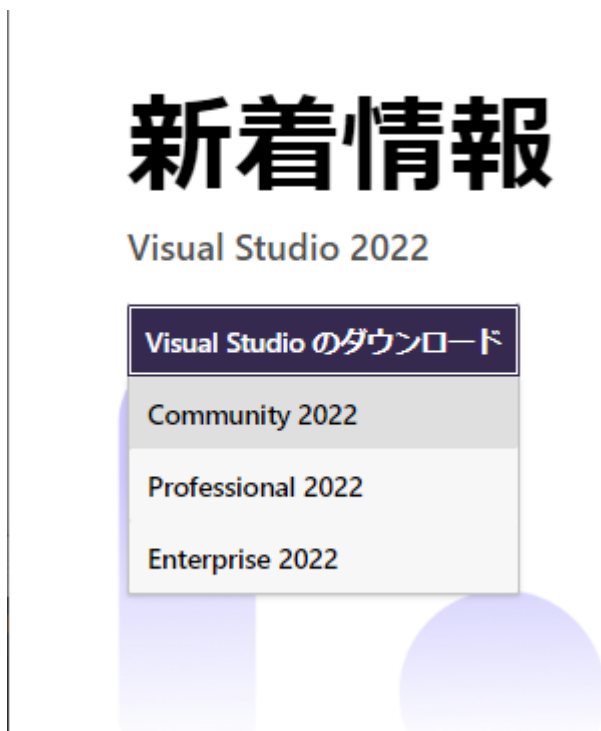 新着情報
Visual Studio 2022
Visual Studio のダウンロード
Community 2022
Professional 2022
Enterprise 2022